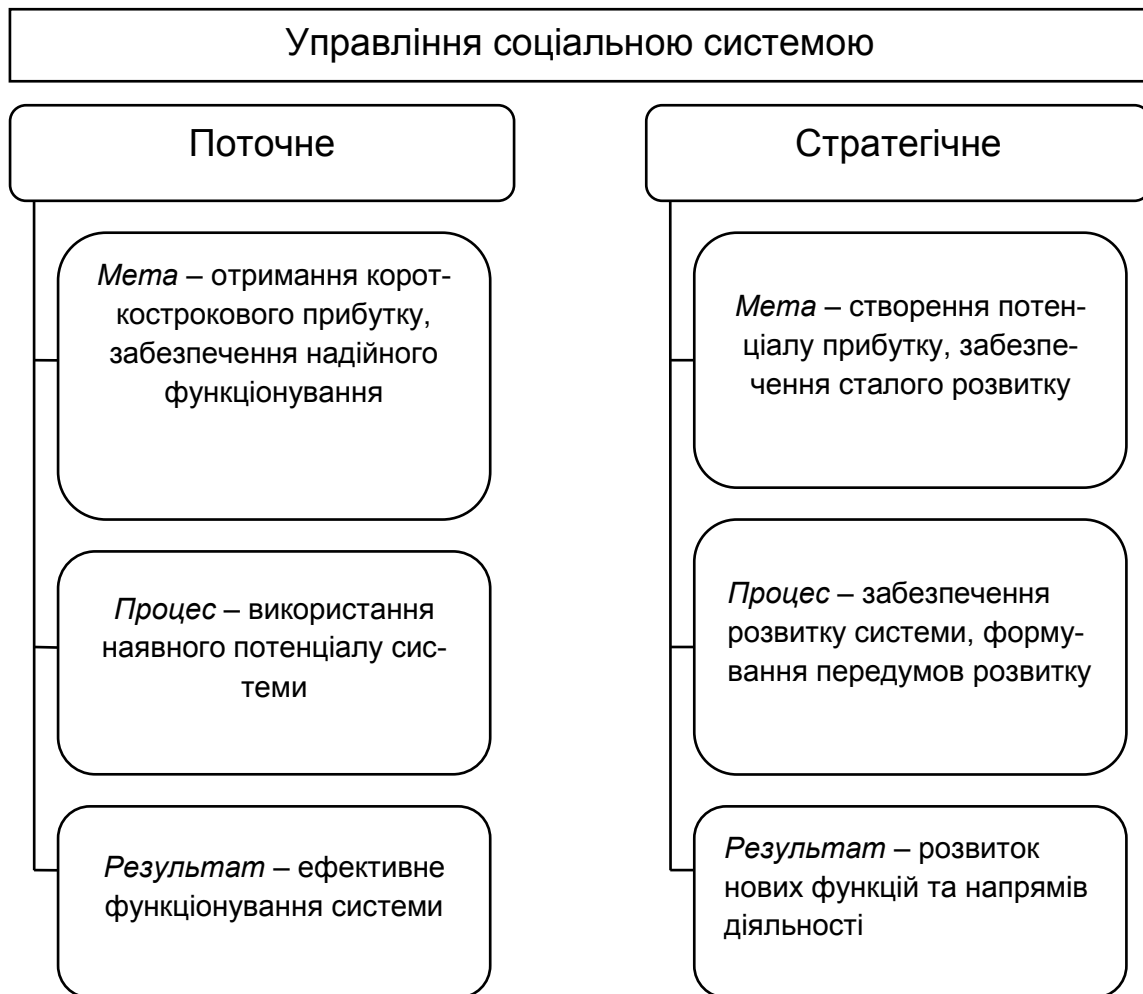 Управління соціальною системою
Поточне
Мета – отримання корот-
кострокового прибутку,
забезпечення надійного
функціонування
Процес – використання
наявного потенціалу сис-
теми
Результат – ефективне
функціонування системи
Стратегічне
Мета – створення потен-
ціалу прибутку, забезпе-
чення сталого розвитку
Процес – забезпечення
розвитку системи, форму-
вання передумов розвитку
Результат – розвиток
нових функцій та напрямів
діяльності